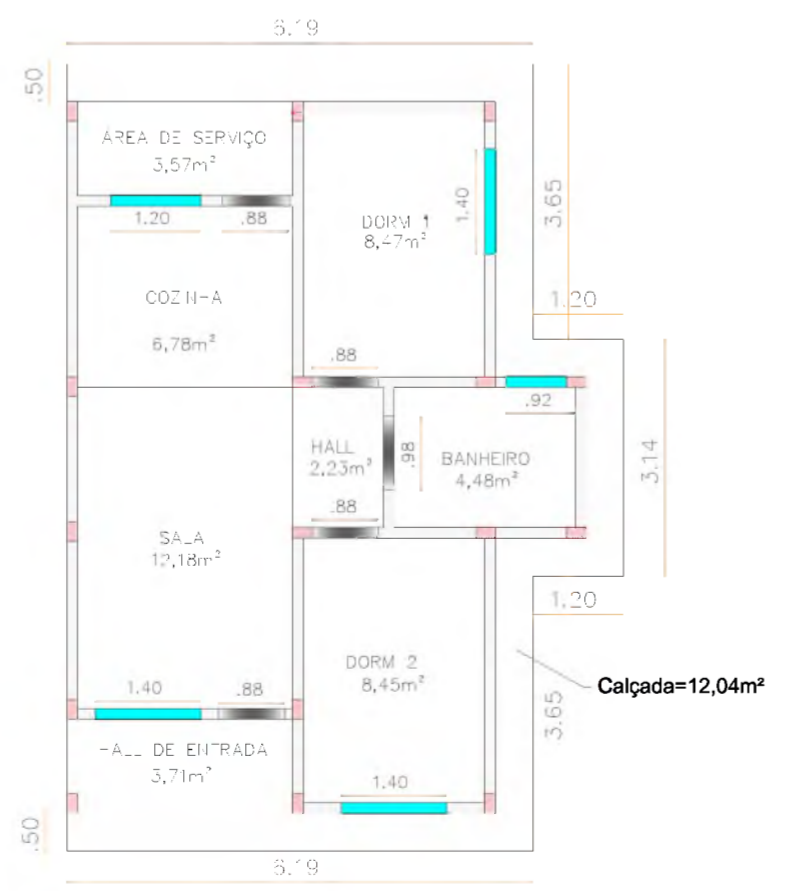 6.19
.50
ÁREA DE SERVIÇO
3,57m²
1.20
.88
DORM 1
8,47m²
1.40
3.65
1.20
COZINHA
6,78m²
.88
.92
HALL
2,23m²
.98
BANHEIRO
4,48m²
3.14
.88
SALA
12,18m²
1.20
DORM 2
8,45m²
1.40
.88
Calçada=12,04m²
3.65
HALL DE ENTRADA
3,71m²
1.40
.50
6.19